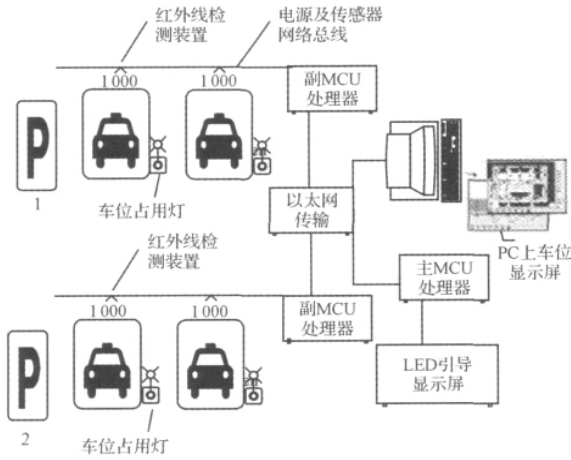 红外线检
测装置
电源及传感器
网络总线
1 000
1 000
副MCU
处理器
P
1
车位占用灯
以太网
传输
PC上车位
显示屏
红外线检
测装置
主MCU
处理器
1 000
1 000
副MCU
处理器
P
2
车位占用灯
LED引导
显示屏